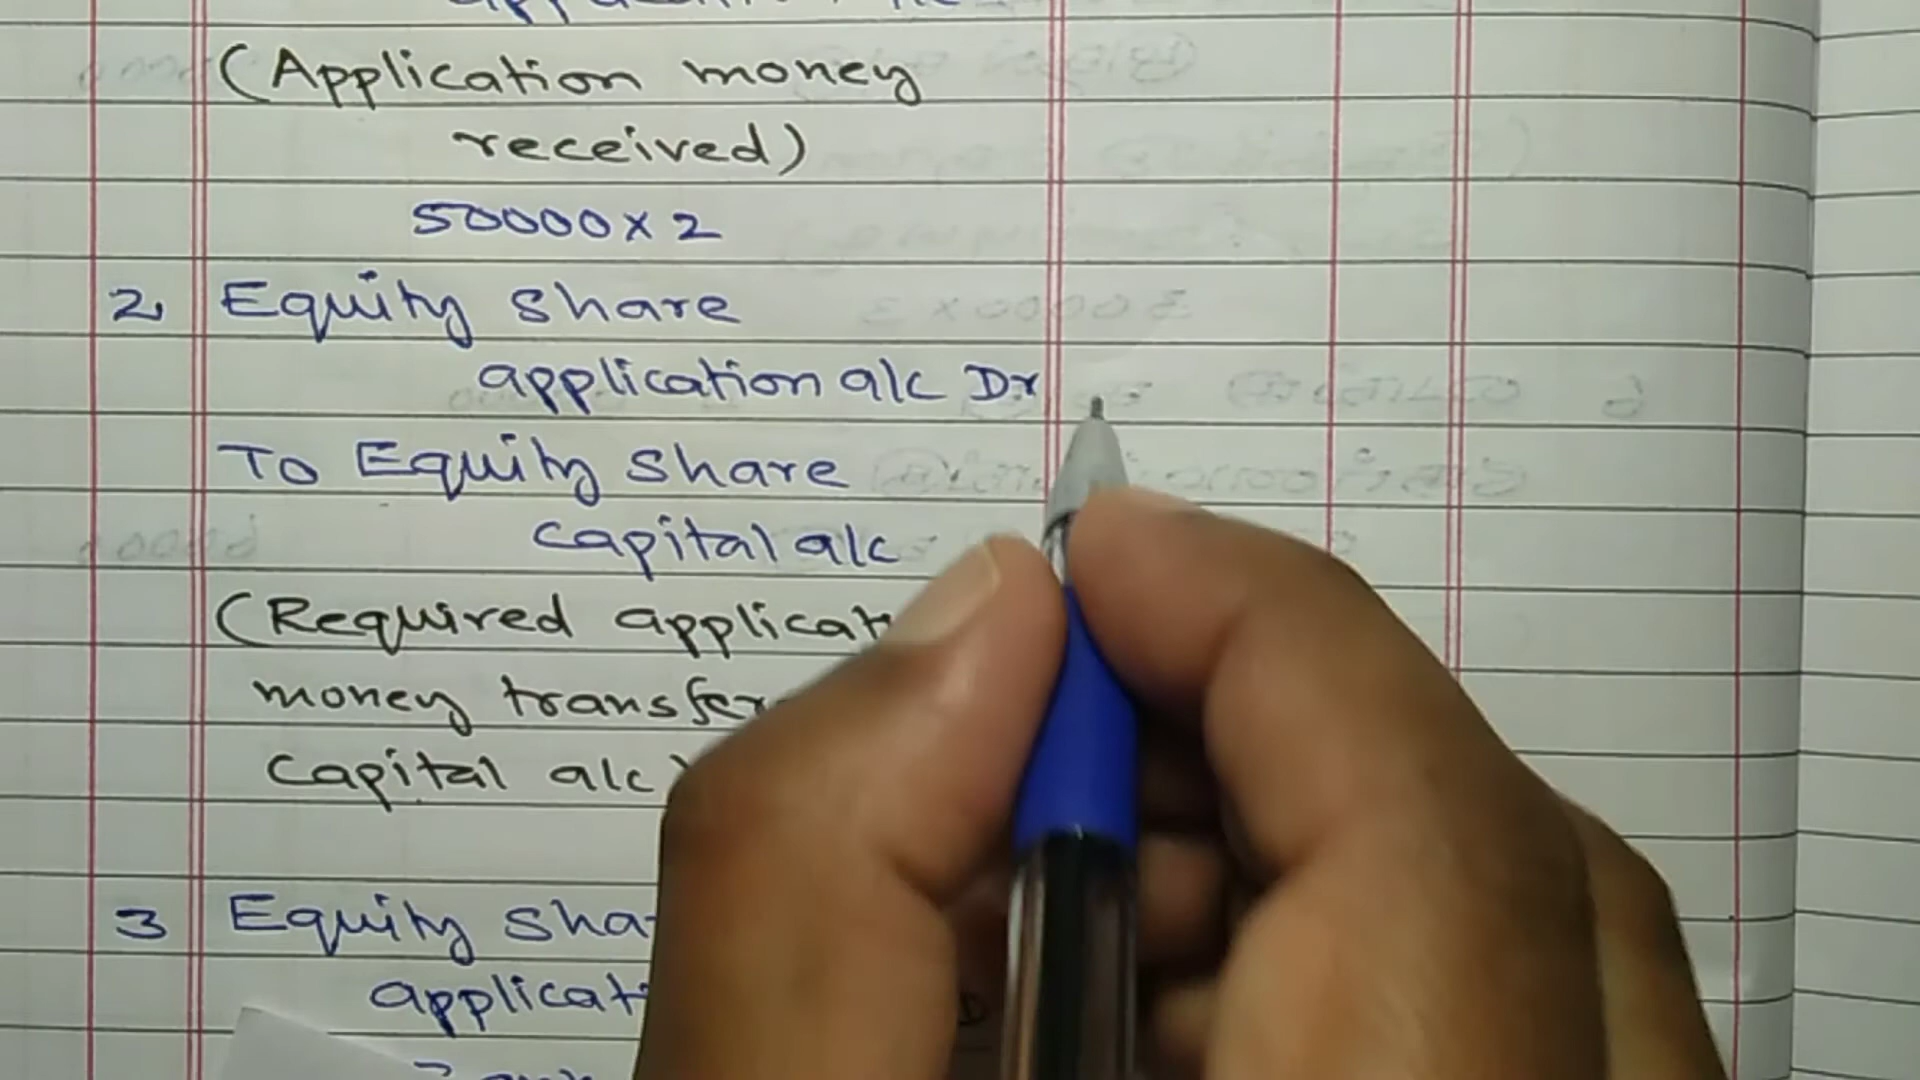 (Application money
received)
50000 x 2
2, Equity share
application a/c Dr
To Equity share
capital a/c
(Required applicat
money transfer
capital a/c)
3 Equity sha
applicat